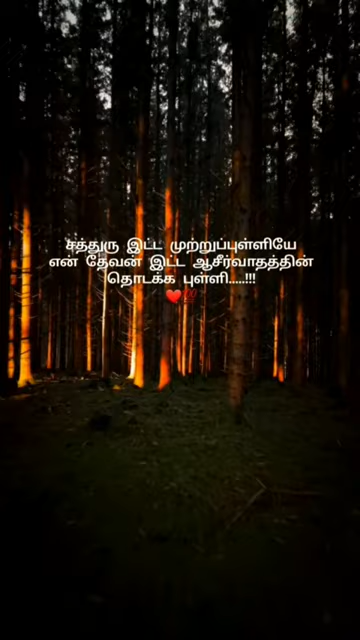 சத்துரு இட்ட முற்றுப்புள்ளியே
என் தேவன் இட்ட ஆசீர்வாதத்தின்
தொடக்க புள்ளி.....!!!
❤️💯